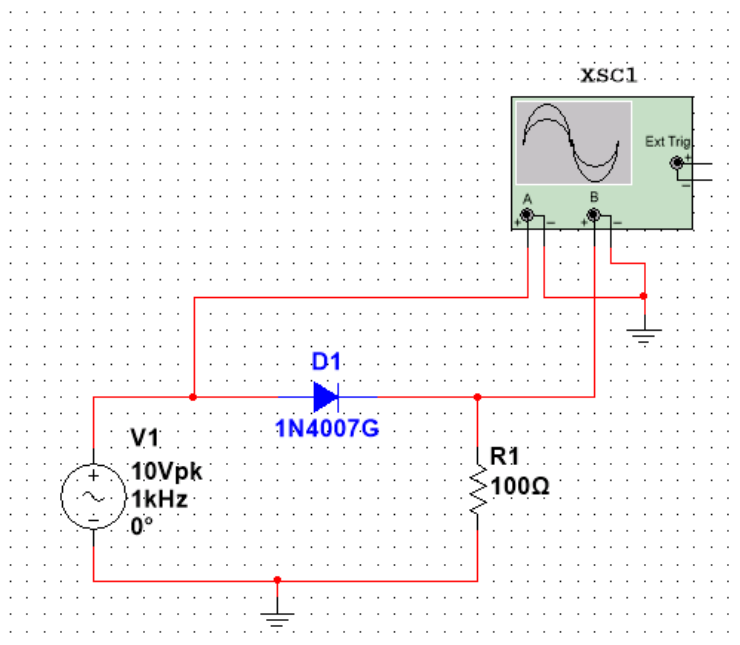 XSC1
Ext Trig
+
−
A
B
+
−
+
−
D1
1N4007G
V1
10Vpk
1kHz
0°
+
−
R1
100Ω